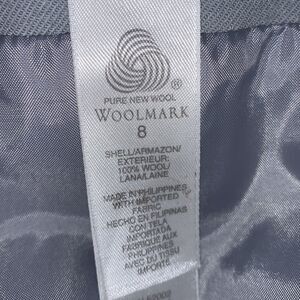 ®
PURE NEW WOOL
WOOLMARK
8
SHELL/ARMAZON/
EXTERIEUR:
100% WOOL/
LANA/LAINE
MADE IN PHILIPPINES
WITH IMPORTED
FABRIC
HECHO EN FILIPINAS
CON TELA
IMPORTADA
FABRIQUE AUX
PHILIPPINES
AVEC DU TISSU
IMPORTE